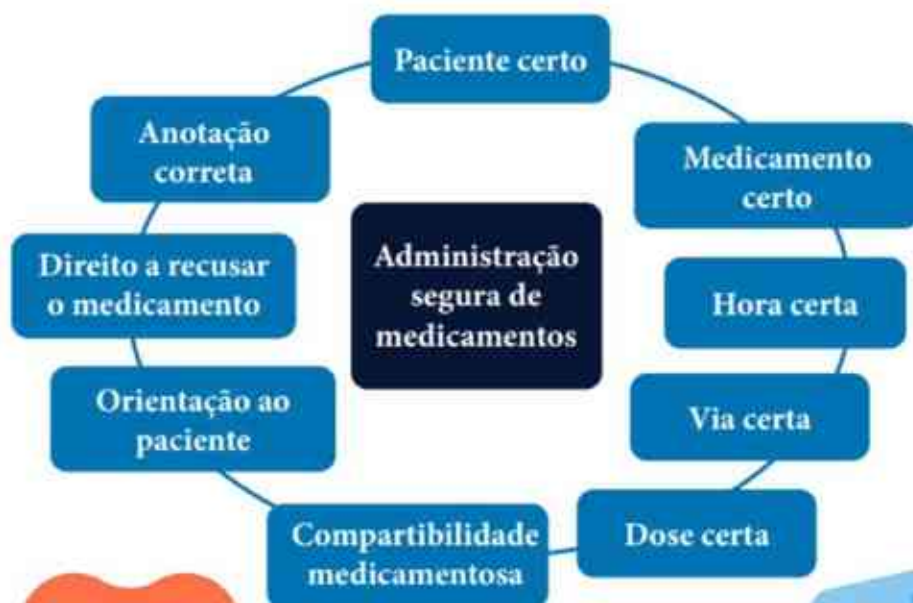 Paciente certo
Medicamento
certo
Hora certa
Via certa
Dose certa
Compartibilidade
medicamentosa
Orientação ao
paciente
Direito a recusar
o medicamento
Anotação
correta
Administração
segura de
medicamentos